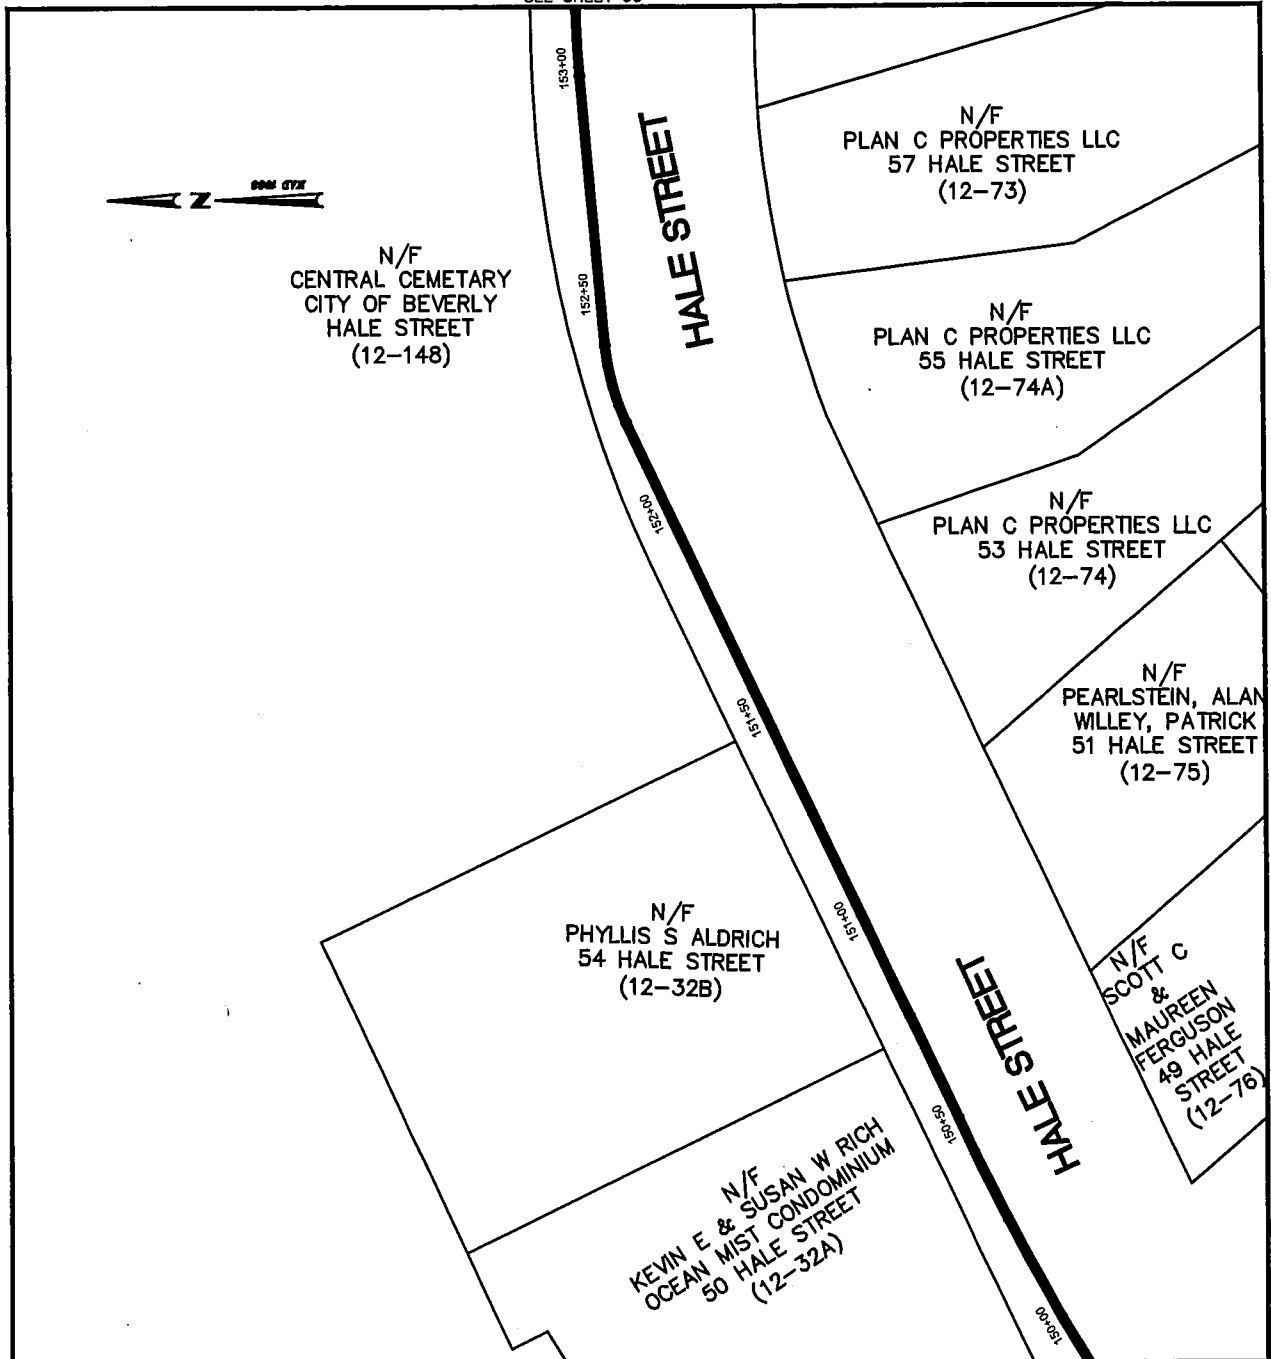 153+00
HALE STREET
N/F
PLAN C PROPERTIES LLC
57 HALE STREET
(12-73)
N
NAD 1983
N/F
CENTRAL CEMETARY
CITY OF BEVERLY
HALE STREET
(12-148)
152+50
N/F
PLAN C PROPERTIES LLC
55 HALE STREET
(12-74A)
152+00
N/F
PLAN C PROPERTIES LLC
53 HALE STREET
(12-74)
151+50
N/F
PEARLSTEIN, ALAN
WILLEY, PATRICK
51 HALE STREET
(12-75)
151+00
N/F
PHYLLIS S ALDRICH
54 HALE STREET
(12-32B)
HALE STREET
N/F
SCOTT C
&
MAUREEN
FERGUSON
49 HALE
STREET
(12-76)
150+50
N/F
KEVIN E & SUSAN W RICH
OCEAN MIST CONDOMINIUM
50 HALE STREET
(12-32A)
150+00